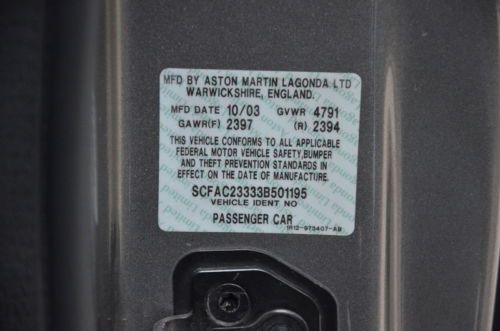 MFD BY ASTON MARTIN LAGONDA LTD
WARWICKSHIRE, ENGLAND.
MFD DATE 10/03 GVWR 4791
GAWR(F) 2397 (R) 2394
THIS VEHICLE CONFORMS TO ALL APPLICABLE
FEDERAL MOTOR VEHICLE SAFETY, BUMPER
AND THEFT PREVENTION STANDARDS IN
EFFECT ON THE DATE OF MANUFACTURE.
SCFAC23333B501195
VEHICLE IDENT NO
PASSENGER CAR
1R12-973407-AB